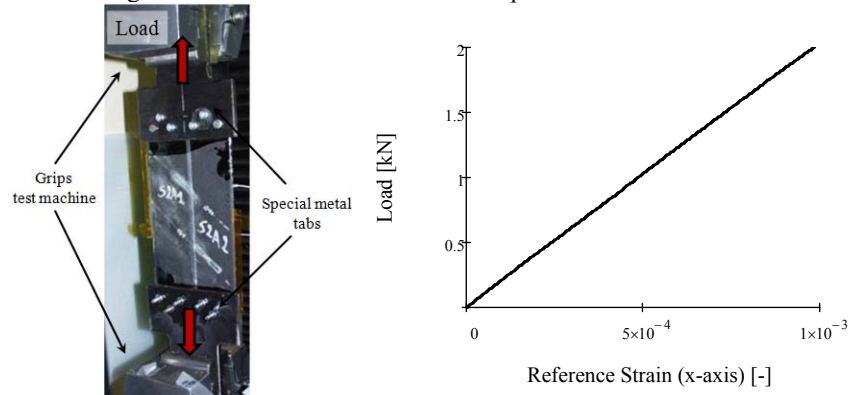 Load
Grips
test machine
Special metal
tabs
S2A1
S2A2
Load [kN]
2
1.5
1
0.5
0
5×10⁻⁴
1×10⁻³
Reference Strain (x-axis) [-]